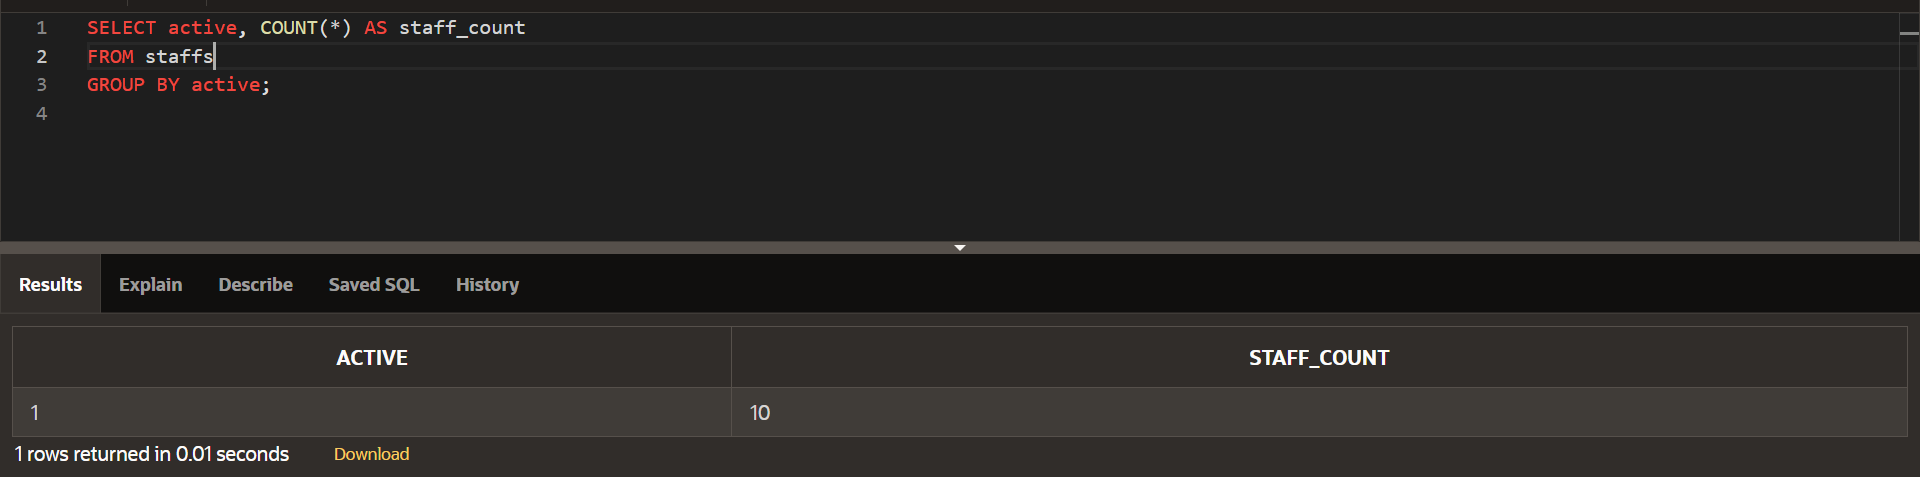 1 SELECT active, COUNT(*) AS staff_count
2 FROM staffs
3 GROUP BY active;
4
Results Explain Describe Saved SQL History
ACTIVE STAFF_COUNT
1 10
1 rows returned in 0.01 seconds Download